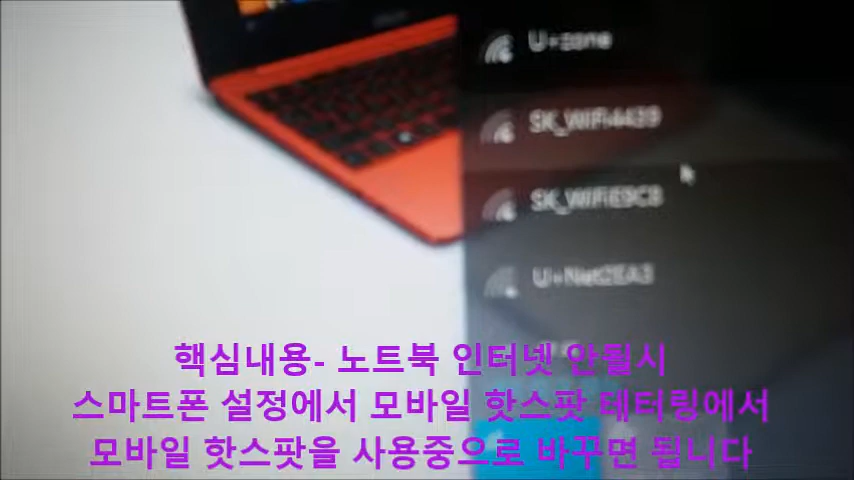 U+zone
SK_WiFi4439
SK_WiFiE9C8
U+Net2EA3
핵심내용- 노트북 인터넷 안될시
스마트폰 설정에서 모바일 핫스팟 테터링에서
모바일 핫스팟을 사용중으로 바꾸면 됩니다